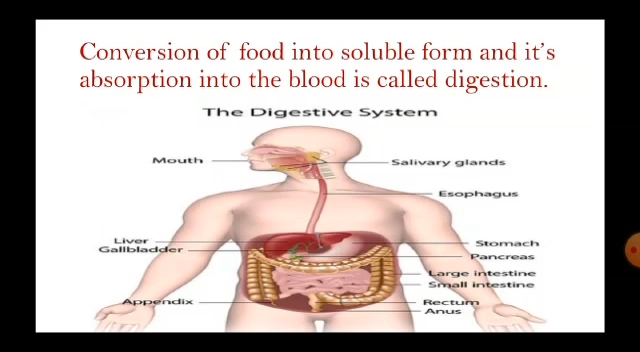 Conversion of food into soluble form and it's
absorption into the blood is called digestion.
The Digestive System
Mouth
Salivary glands
Esophagus
Liver
Gallbladder
Stomach
Pancreas
Large intestine
Small intestine
Appendix
Rectum
Anus